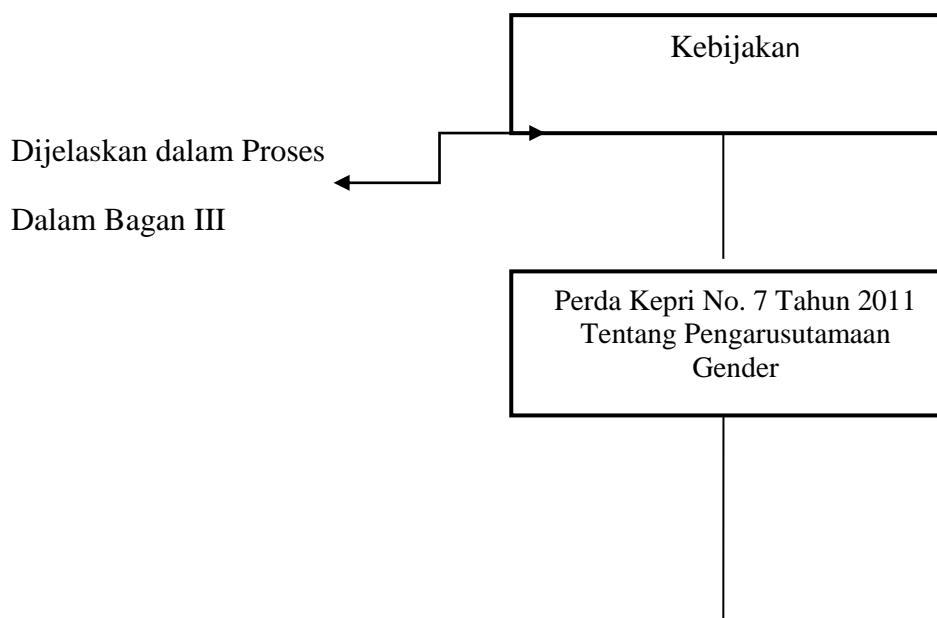 Kebijakan
Dijelaskan dalam Proses
Dalam Bagan III
Perda Kepri No. 7 Tahun 2011
Tentang Pengarusutamaan
Gender